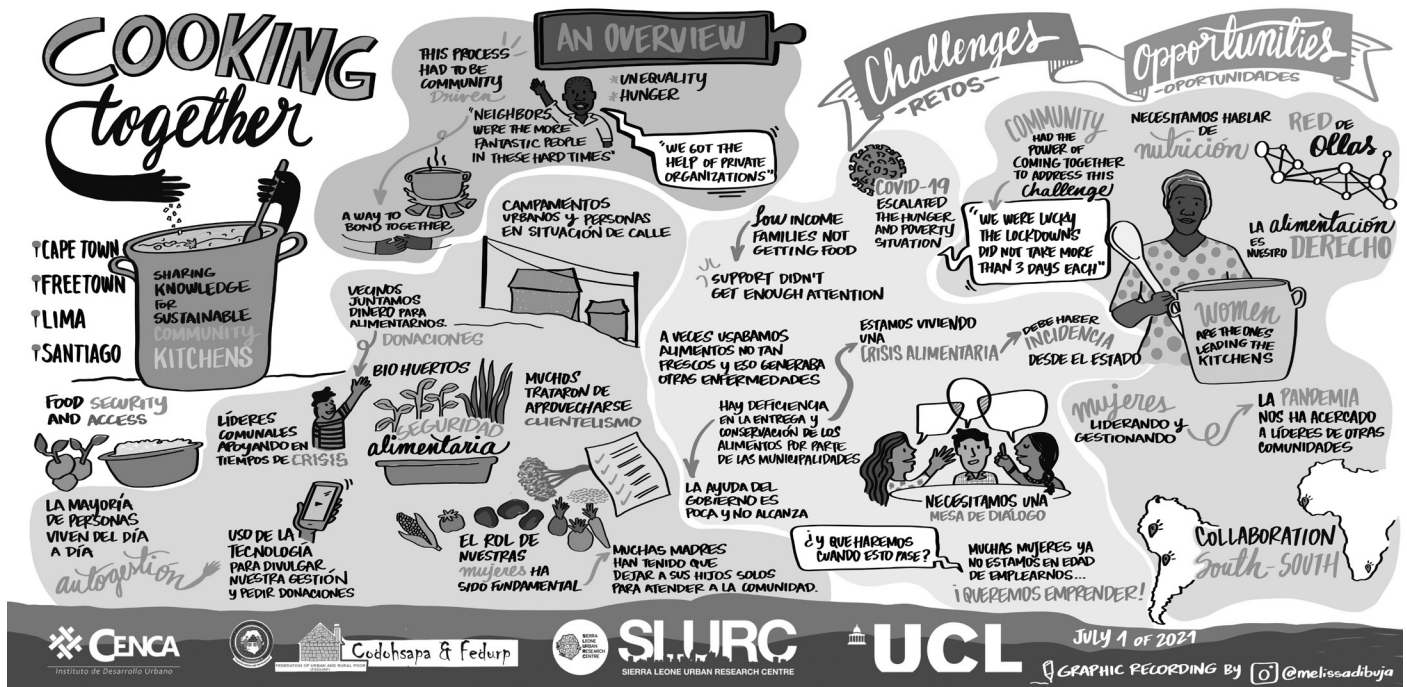 COOKING
together
CAPE TOWN
FREETOWN
LIMA
SANTIAGO
SHARING
KNOWLEDGE
FOR
SUSTAINABLE
COMMUNITY
KITCHENS
FOOD SECURITY
AND ACCESS
LA MAYORÍA
DE PERSONAS
VIVEN DEL DÍA
A DÍA
autogestión
AN OVERVIEW
THIS PROCESS
HAD TO BE
COMMUNITY
Driven
*UNEQUALITY
*HUNGER
"NEIGHBORS
WERE THE MORE
FANTASTIC PEOPLE
IN THESE HARD TIMES"
"WE GOT THE
HELP OF PRIVATE
ORGANIZATIONS"
A WAY TO
BOND TOGETHER
CAMPAMENTOS
URBANOS Y PERSONAS
EN SITUACIÓN DE CALLE
VECINOS
JUNTAMOS
DINERO PARA
ALIMENTARNOS.
DONACIONES
BIO HUERTOS
SEGURIDAD
alimentaria
LÍDERES
COMUNALES
APOYANDO EN
TIEMPOS DE CRISIS
MUCHOS
TRATARON DE
APROVECHARSE
CLIENTELISMO
USO DE LA
TECNOLOGÍA
PARA DIVULGAR
NUESTRA GESTIÓN
Y PEDIR DONACIONES
EL ROL DE
NUESTRAS
mujeres HA
SIDO FUNDAMENTAL
MUCHAS MADRES
HAN TENIDO QUE
DEJAR A SUS HIJOS SOLOS
PARA ATENDER A LA COMUNIDAD.
Challenges
-RETOS-
COVID-19
ESCALATED
THE HUNGER
AND POVERTY
SITUATION
low INCOME
FAMILIES NOT
GETTING FOOD
SUPPORT DIDN'T
GET ENOUGH ATTENTION
A VECES USABAMOS
ALIMENTOS NO TAN
FRESCOS Y ESO GENERABA
OTRAS ENFERMEDADES
ESTAMOS VIVIENDO
UNA
CRISIS ALIMENTARIA
DEBE HABER
INCIDENCIA
DESDE EL ESTADO
HAY DEFICIENCIA
EN LA ENTREGA Y
CONSERVACIÓN DE LOS
ALIMENTOS POR PARTE
DE LAS MUNICIPALIDADES
LA AYUDA DEL
GOBIERNO ES
POCA Y NO ALCANZA
NECESITAMOS UNA
MESA DE DIÁLOGO
¿Y QUE HAREMOS
CUANDO ESTO PASE?
MUCHAS MUJERES YA
NO ESTAMOS EN EDAD
DE EMPLEARNOS...
¡QUEREMOS EMPRENDER!
Opportunities
-OPORTUNIDADES
COMMUNITY
HAD THE
POWER OF
COMING TOGETHER
TO ADDRESS THIS
challenge
"WE WERE LUCKY
THE LOCKDOWNS
DID NOT TAKE MORE
THAN 3 DAYS EACH"
NECESITAMOS HABLAR
DE
nutrición
RED DE
Ollas
LA alimentación
ES
NUESTRO DERECHO
Women
ARE THE ONES
LEADING THE
KITCHENS
mujeres
LIDERANDO Y
GESTIONANDO
LA PANDEMIA
NOS HA ACERCADO
A LÍDERES DE OTRAS
COMUNIDADES
COLLABORATION
South-SOUTH
CENCA
Instituto de Desarrollo Urbano
FEDERATION OF URBAN AND RURAL POOR
(FEDURP)
Codohsapa & Fedurp
SIERRA
LEONE
URBAN
RESEARCH
CENTRE
SLURC
SIERRA LEONE URBAN RESEARCH CENTRE
UCL
JULY 1 OF 2021
GRAPHIC RECORDING BY @melissadibuja